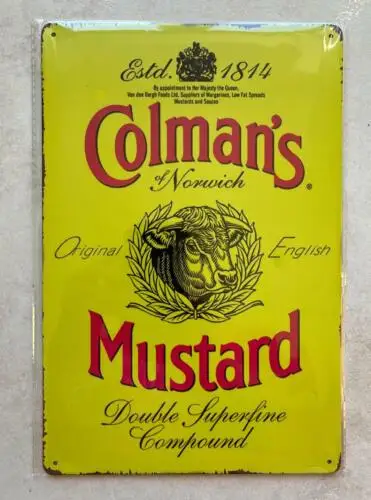 Estd. 1814
By appointment to Her Majesty the Queen,
Van den Bergh Foods Ltd, Suppliers of Margarines, Low Fat Spreads
Mustards and Sauces
Colman's
of Norwich
®
Original English
Mustard
Double Superfine
Compound